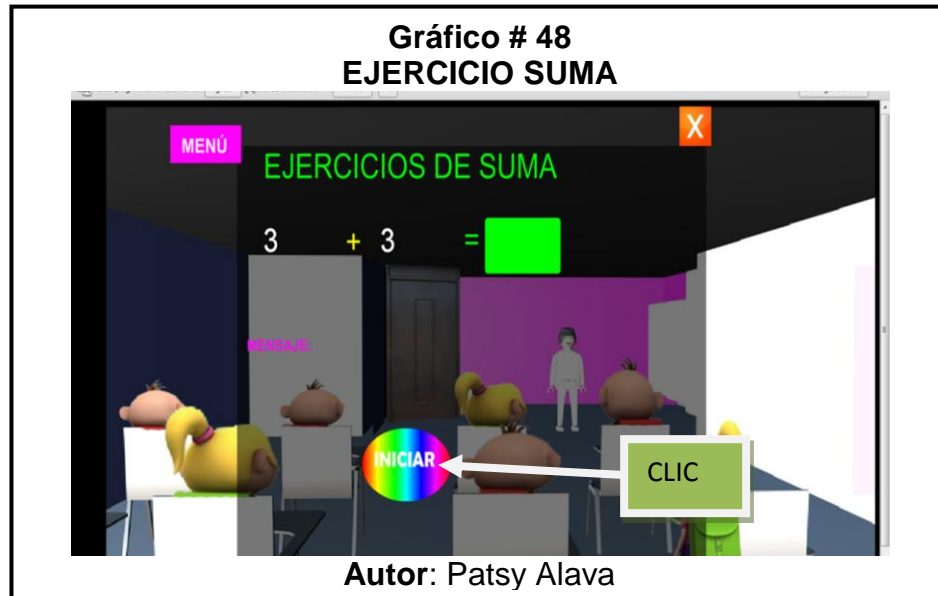 Gráfico # 48
EJERCICIO SUMA
MENÚ
X
EJERCICIOS DE SUMA
3 + 3 =
MENSAJE:
INICIAR
CLIC
Autor: Patsy Alava